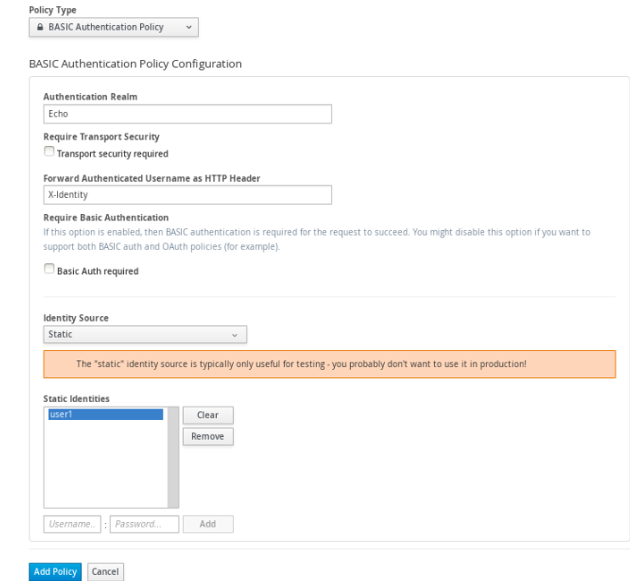 Policy Type
BASIC Authentication Policy
BASIC Authentication Policy Configuration
Authentication Realm
Echo
Require Transport Security
Transport security required
Forward Authenticated Username as HTTP Header
X-Identity
Require Basic Authentication
If this option is enabled, then BASIC authentication is required for the request to succeed. You might disable this option if you want to
support both BASIC auth and OAuth policies (for example).
Basic Auth required
Identity Source
Static
The "static" identity source is typically only useful for testing - you probably don't want to use it in production!
Static Identities
user1
Clear
Remove
Username.. : Password... Add
Add Policy Cancel